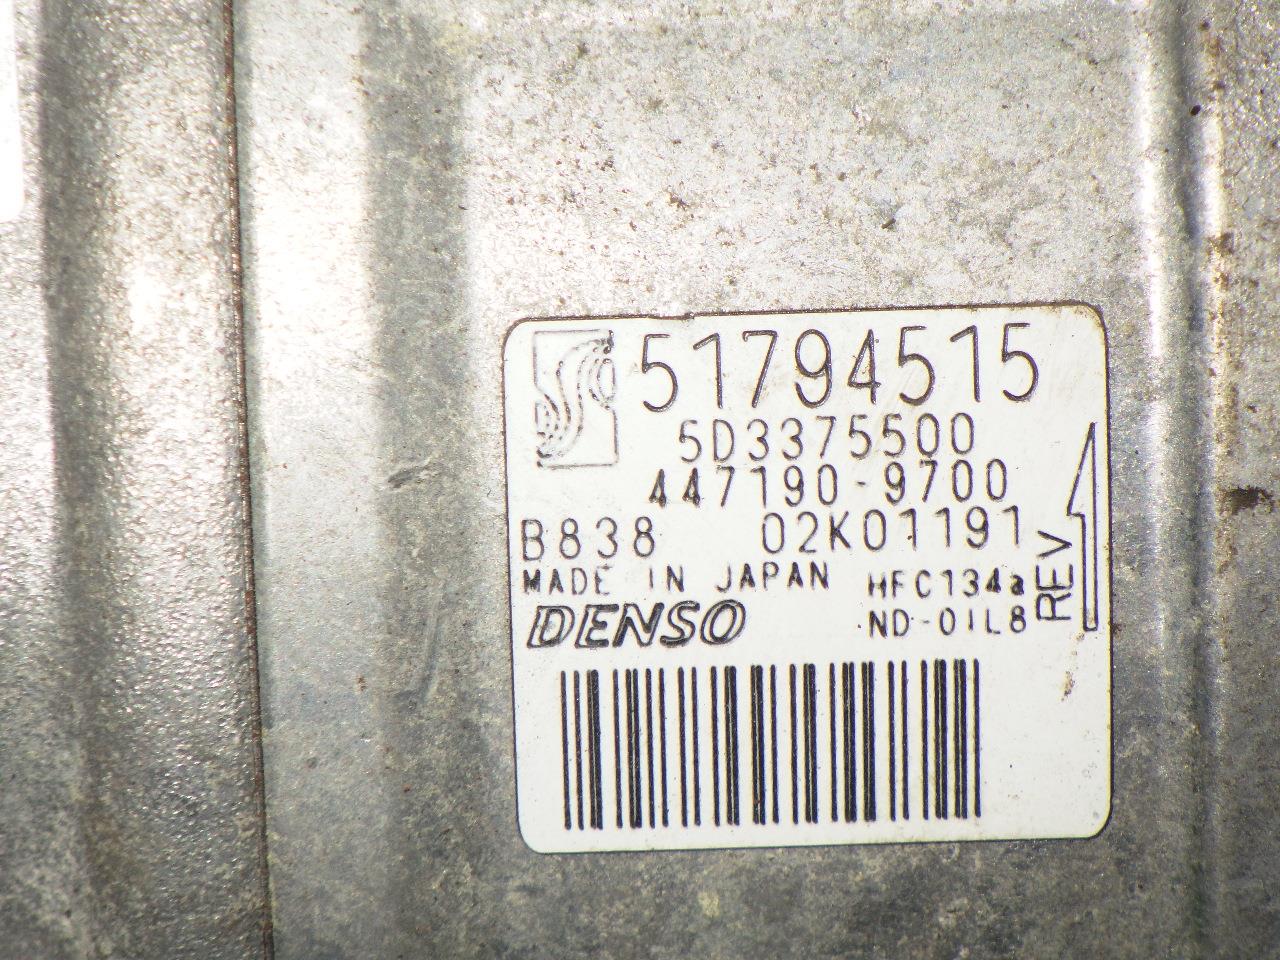 51794515
5D3375500
447190-9700
B838 02K01191
MADE IN JAPAN HFC134a
DENSO ND-OIL8
REV